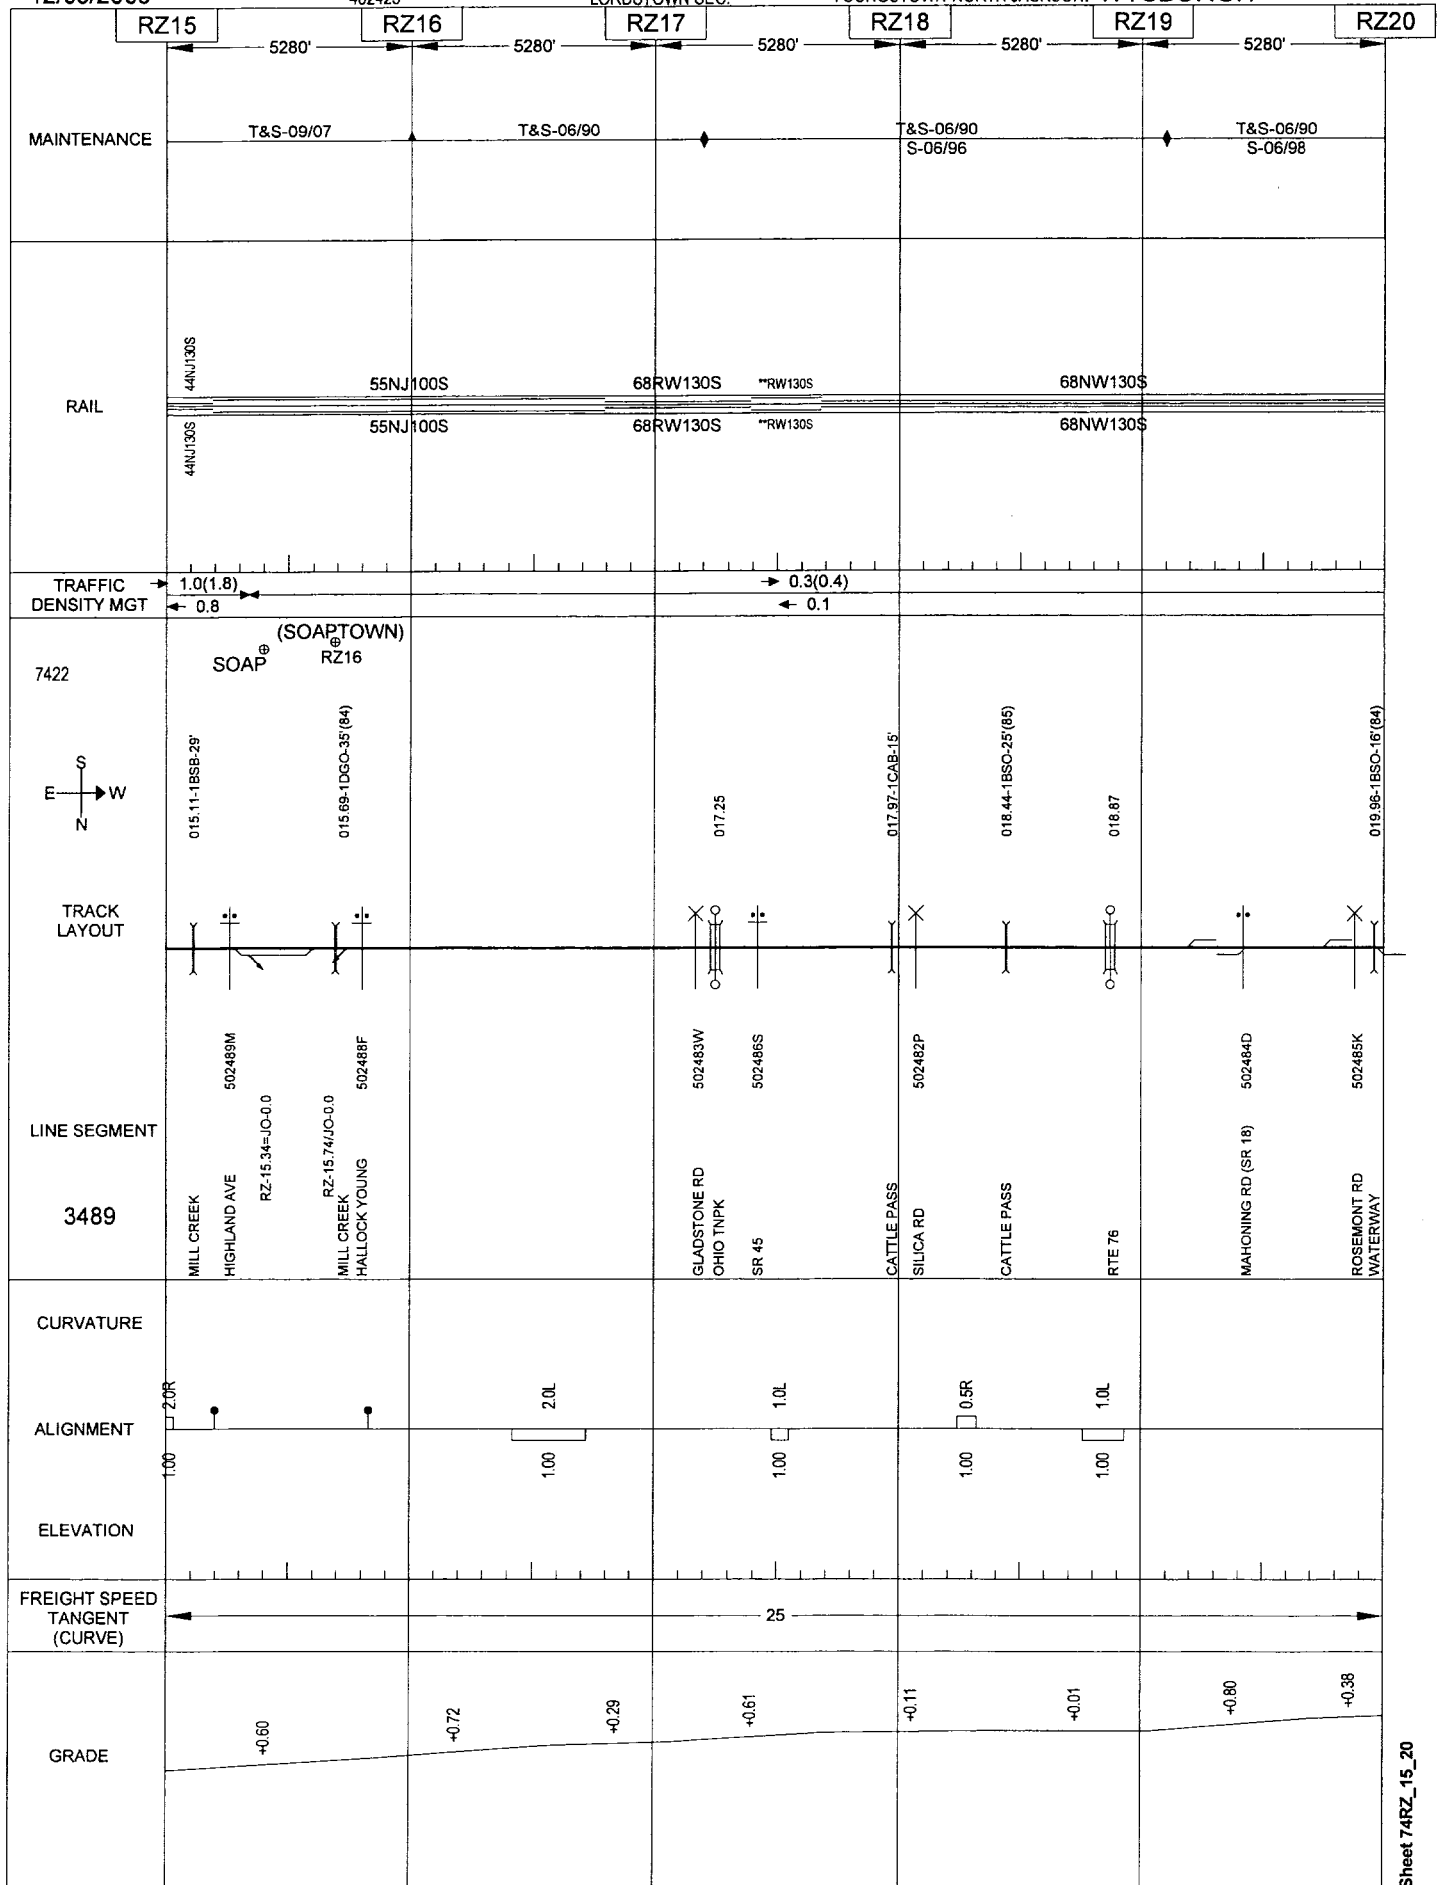 RZ15 RZ16 RZ17 RZ18 RZ19 RZ20
5280' 5280' 5280' 5280' 5280'
MAINTENANCE
T&S-09/07 T&S-06/90 T&S-06/90 T&S-06/90
S-06/96 S-06/98
RAIL
44NJ130S 55NJ100S 68RW130S **RW130S 68NW130S
44NJ130S 55NJ100S 68RW130S **RW130S 68NW130S
TRAFFIC
DENSITY MGT
1.0(1.8) 0.3(0.4)
0.8 0.1
(SOAPTOWN)
SOAP RZ16
7422
S
E W
N
015.11-1BSB-29'
015.69-1DGO-35'(84)
017.25
017.97-1CAB-15'
018.44-1BSO-25'(85)
018.87
019.96-1BSO-16'(84)
TRACK
LAYOUT
502489M
502488F
502483W
502486S
502482P
502484D
502485K
LINE SEGMENT
3489
MILL CREEK
HIGHLAND AVE
RZ-15.34=JO-0.0
RZ-15.74/JO-0.0
MILL CREEK
HALLOCK YOUNG
GLADSTONE RD
OHIO TNPK
SR 45
CATTLE PASS
SILICA RD
CATTLE PASS
RTE 76
MAHONING RD (SR 18)
ROSEMONT RD
WATERWAY
CURVATURE
2.0R 2.0L 1.0L 0.5R 1.0L
ALIGNMENT
1.00 1.00 1.00 1.00 1.00
ELEVATION
FREIGHT SPEED
TANGENT
(CURVE)
25
GRADE
+0.60 +0.72 +0.29 +0.61 +0.11 +0.01 +0.80 +0.38
Sheet 74RZ_15_20